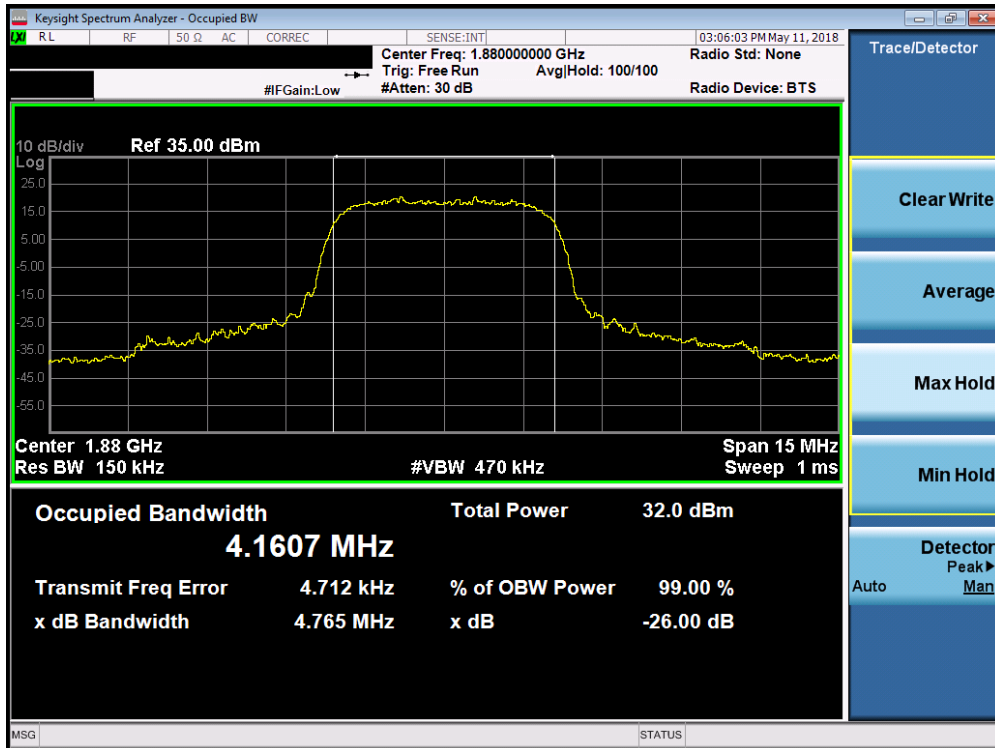 Keysight Spectrum Analyzer - Occupied BW
LXI RL RF 50 Ω AC CORREC SENSE:INT 03:06:03 PM May 11, 2018
Center Freq: 1.880000000 GHz Radio Std: None
Trig: Free Run Avg|Hold: 100/100
#IFGain:Low #Atten: 30 dB Radio Device: BTS
10 dB/div Ref 35.00 dBm
Log
25.0
15.0
5.00
-5.00
-15.0
-25.0
-35.0
-45.0
-55.0
Center 1.88 GHz Span 15 MHz
Res BW 150 kHz #VBW 470 kHz Sweep 1 ms
Occupied Bandwidth Total Power 32.0 dBm
4.1607 MHz
Transmit Freq Error 4.712 kHz % of OBW Power 99.00 %
x dB Bandwidth 4.765 MHz x dB -26.00 dB
Trace/Detector
Clear Write
Average
Max Hold
Min Hold
Detector
Peak▶
Auto Man
MSG STATUS